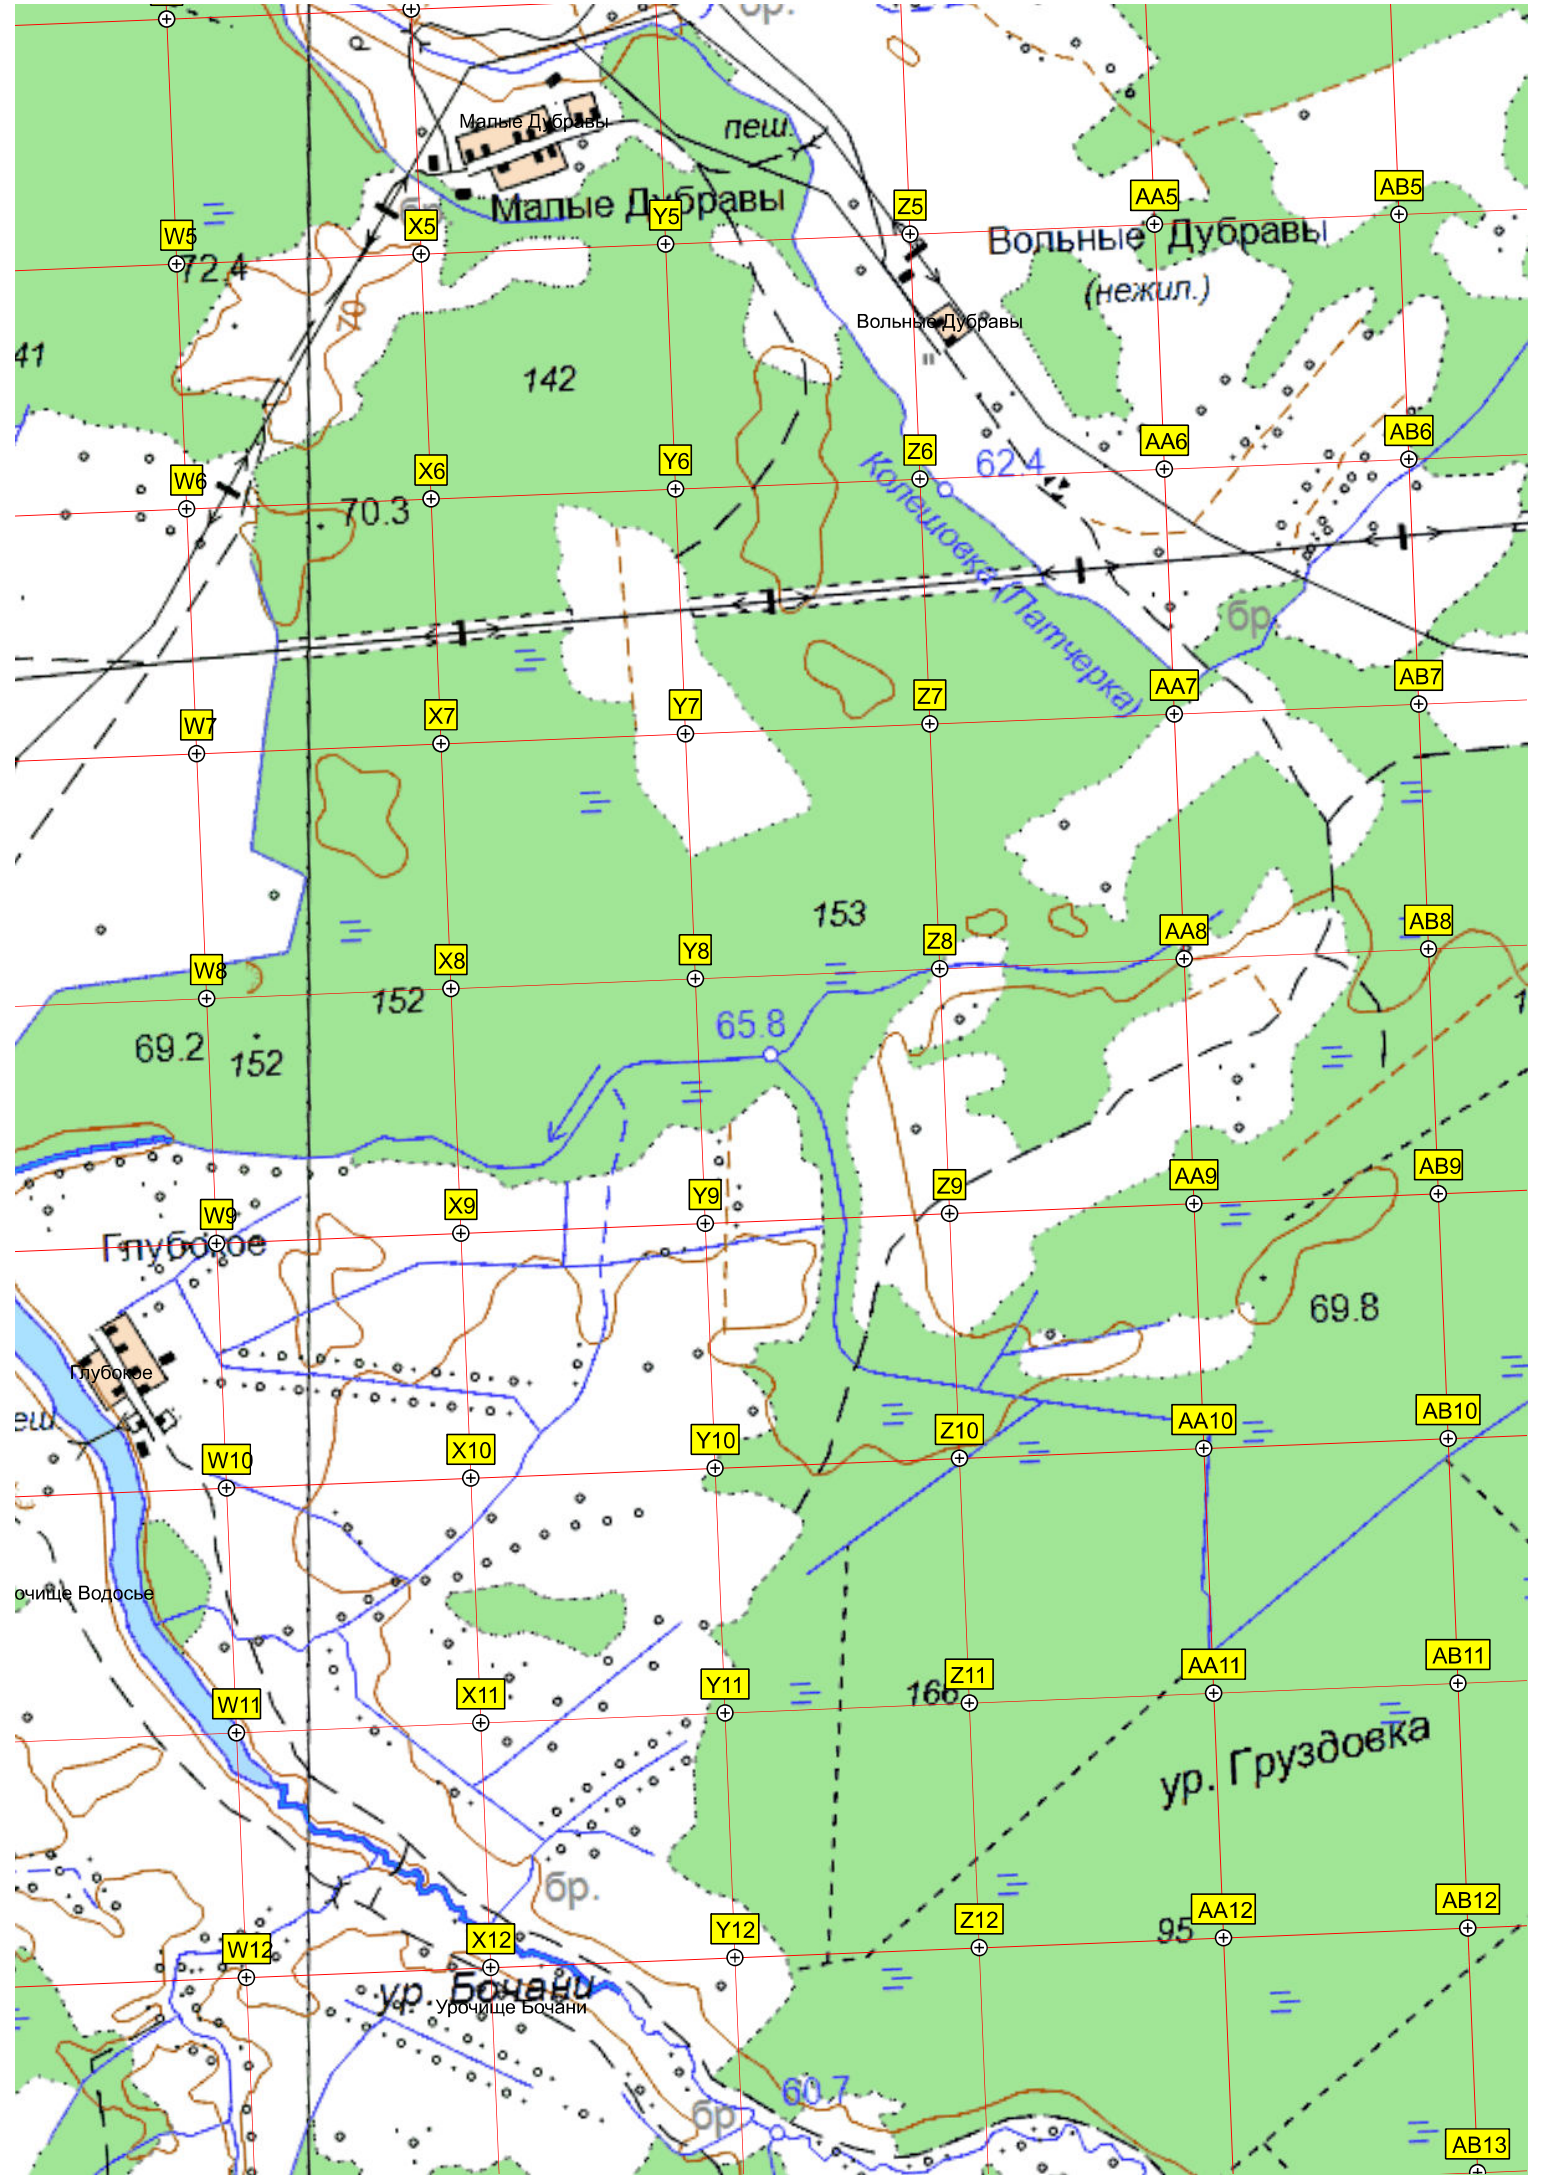 бр.
Малые Дубравы
пеш.
Малые Дубравы
бр.
W5
X5
Y5
Z5
AA5
AB5
72.4
Вольные Дубравы
(нежил.)
70
Вольные Дубравы
41
142
W6
X6
Y6
Z6
AA6
AB6
62.4
70.3
Колешовка (Патчерка)
бр.
W7
X7
Y7
Z7
AA7
AB7
153
W8
X8
Y8
Z8
AA8
AB8
152
65.8
69.2
152
W9
X9
Y9
Z9
AA9
AB9
Глубокое
69.8
Глубокое
еш.
W10
X10
Y10
Z10
AA10
AB10
очище Водосье
W11
X11
Y11
Z11
AA11
AB11
166
ур. Груздовка
бр.
W12
X12
Y12
Z12
AA12
AB12
95
ур. Бочани
Урочище Бочани
60.7
бр
AB13